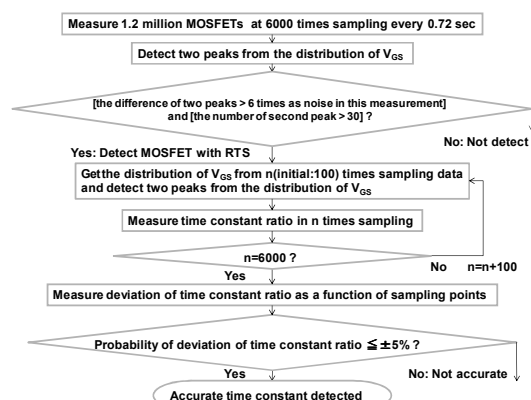 Measure 1.2 million MOSFETs at 6000 times sampling every 0.72 sec
Detect two peaks from the distribution of VGS
[the difference of two peaks > 6 times as noise in this measurement]
and [the number of second peak > 30] ?
No: Not detect
Yes: Detect MOSFET with RTS
Get the distribution of VGS from n(initial:100) times sampling data
and detect two peaks from the distribution of VGS
Measure time constant ratio in n times sampling
n=6000 ?
No n=n+100
Yes
Measure deviation of time constant ratio as a function of sampling points
Probability of deviation of time constant ratio ≦ ±5% ?
Yes
No: Not accurate
Accurate time constant detected